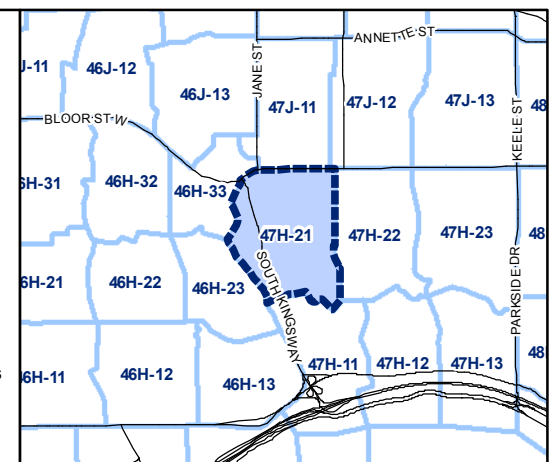 ANNETTE ST
J-11
46J-12
JANE ST
46J-13
47J-11
47J-12
47J-13
48
BLOOR ST W
KEELE ST
6H-31
46H-32
46H-33
47H-21
47H-22
47H-23
48
6H-21
46H-22
46H-23
SOUTH KINGSWAY
PARKSIDE DR
6H-11
46H-12
46H-13
47H-11
47H-12
47H-13
48